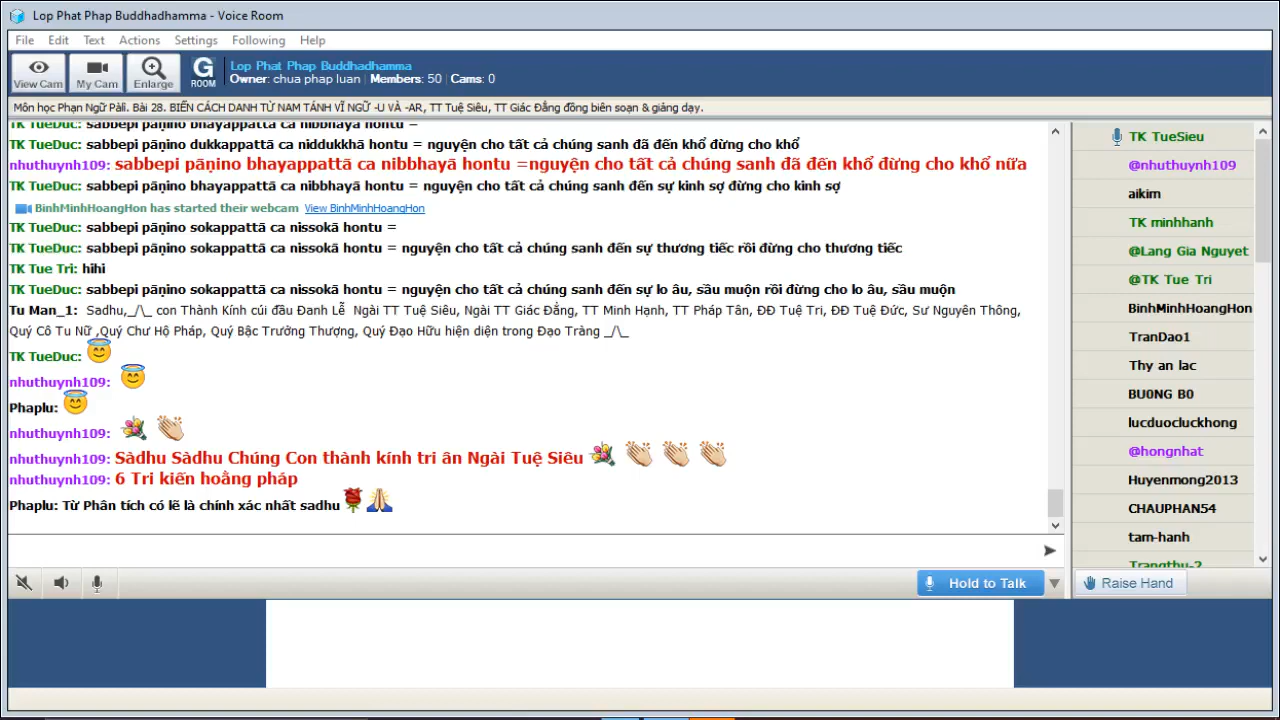 Lop Phat Phap Buddhadhamma - Voice Room
File Edit Text Actions Settings Following Help
View Cam My Cam Enlarge G ROOM
Lop Phat Phap Buddhadhamma
Owner: chua phap luan | Members: 50 | Cams: 0
Môn học Phạn Ngữ Pàli. Bài 28. BIẾN CÁCH DANH TỪ NAM TÁNH VĨ NGỮ -U VÀ -AR, TT Tuệ Siêu, TT Giác Đẳng đồng biên soạn & giảng dạy.
TK TueDuc: sabbepi pāṇino bhayappattā ca nibbhayā hontu =
TK TueDuc: sabbepi pāṇino dukkappattā ca niddukkhā hontu = nguyện cho tất cả chúng sanh đã đến khổ đừng cho khổ
nhuthuynh109: sabbepi pāṇino bhayappattā ca nibbhayā hontu =nguyện cho tất cả chúng sanh đã đến khổ đừng cho khổ nữa
TK TueDuc: sabbepi pāṇino bhayappattā ca nibbhayā hontu = nguyện cho tất cả chúng sanh đến sự kinh sợ đừng cho kinh sợ
BinhMinhHoangHon has started their webcam View BinhMinhHoangHon
TK TueDuc: sabbepi pāṇino sokappattā ca nissokā hontu =
TK TueDuc: sabbepi pāṇino sokappattā ca nissokā hontu = nguyện cho tất cả chúng sanh đến sự thương tiếc rồi đừng cho thương tiếc
TK Tue Tri: hihi
TK TueDuc: sabbepi pāṇino sokappattā ca nissokā hontu = nguyện cho tất cả chúng sanh đến sự lo âu, sầu muộn rồi đừng cho lo âu, sầu muộn
Tu Man_1: Sadhu,_/\_ con Thành Kính cúi đầu Đanh Lễ Ngài TT Tuệ Siêu, Ngài TT Giác Đẳng, TT Minh Hạnh, TT Pháp Tân, ĐĐ Tuệ Tri, ĐĐ Tuệ Đức, Sư Nguyên Thông,
Quý Cô Tu Nữ ,Quý Chư Hộ Pháp, Quý Bậc Trưởng Thượng, Quý Đạo Hữu hiện diện trong Đạo Tràng _/\_
TK TueDuc:
nhuthuynh109:
Phaplu:
nhuthuynh109:
nhuthuynh109: Sàdhu Sàdhu Chúng Con thành kính tri ân Ngài Tuệ Siêu
nhuthuynh109: 6 Tri kiến hoằng pháp
Phaplu: Từ Phân tích có lẽ là chính xác nhất sadhu
Hold to Talk
TK TueSieu
@nhuthuynh109
aikim
TK minhhanh
@Lang Gia Nguyet
@TK Tue Tri
BinhMinhHoangHon
TranDao1
Thy an lac
BU0NG B0
lucduocluckhong
@hongnhat
Huyenmong2013
CHAUPHAN54
tam-hanh
Trangthu-2
Raise Hand